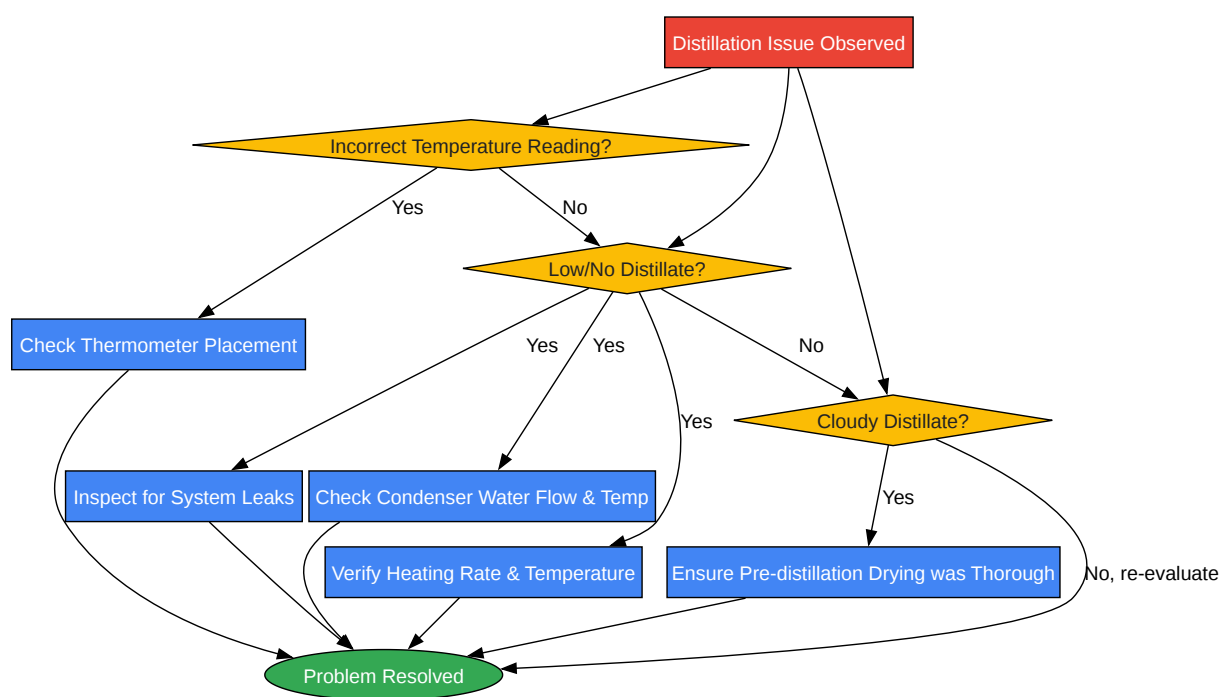 Distillation Issue Observed
Incorrect Temperature Reading?
Yes
No
Low/No Distillate?
Check Thermometer Placement
Yes
Yes
No
Yes
Cloudy Distillate?
Inspect for System Leaks
Check Condenser Water Flow & Temp
Yes
Verify Heating Rate & Temperature
Ensure Pre-distillation Drying was Thorough
No, re-evaluate
Problem Resolved